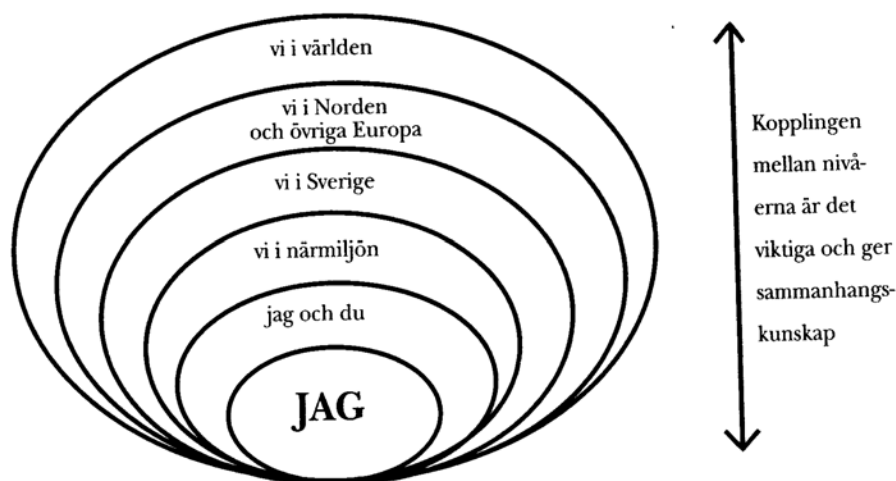 vi i världen
vi i Norden
och övriga Europa
vi i Sverige
vi i närmiljön
jag och du
JAG
Kopplingen
mellan nivå-
erna är det
viktiga och ger
sammanhangs-
kunskap